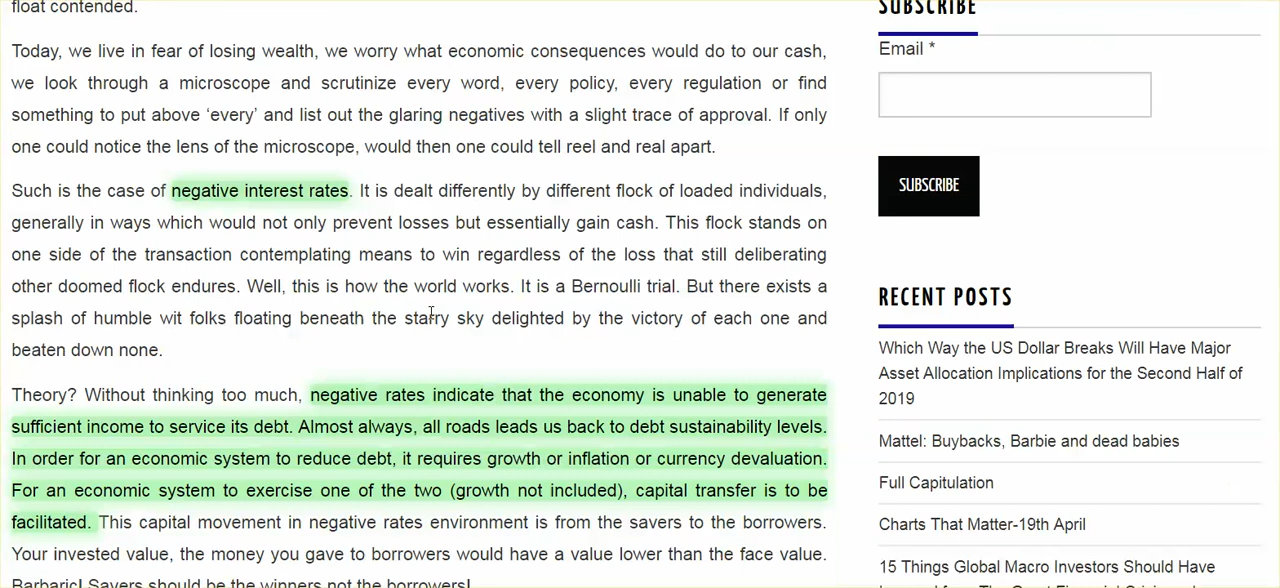 float contended.
Today, we live in fear of losing wealth, we worry what economic consequences would do to our cash,
we look through a microscope and scrutinize every word, every policy, every regulation or find
something to put above ‘every’ and list out the glaring negatives with a slight trace of approval. If only
one could notice the lens of the microscope, would then one could tell reel and real apart.
Such is the case of negative interest rates. It is dealt differently by different flock of loaded individuals,
generally in ways which would not only prevent losses but essentially gain cash. This flock stands on
one side of the transaction contemplating means to win regardless of the loss that still deliberating
other doomed flock endures. Well, this is how the world works. It is a Bernoulli trial. But there exists a
splash of humble wit folks floating beneath the starry sky delighted by the victory of each one and
beaten down none.
Theory? Without thinking too much, negative rates indicate that the economy is unable to generate
sufficient income to service its debt. Almost always, all roads leads us back to debt sustainability levels.
In order for an economic system to reduce debt, it requires growth or inflation or currency devaluation.
For an economic system to exercise one of the two (growth not included), capital transfer is to be
facilitated. This capital movement in negative rates environment is from the savers to the borrowers.
Your invested value, the money you gave to borrowers would have a value lower than the face value.
Barbaric! Savers should be the winners not the borrowers!
SUBSCRIBE
Email *
SUBSCRIBE
RECENT POSTS
Which Way the US Dollar Breaks Will Have Major
Asset Allocation Implications for the Second Half of
2019
Mattel: Buybacks, Barbie and dead babies
Full Capitulation
Charts That Matter-19th April
15 Things Global Macro Investors Should Have